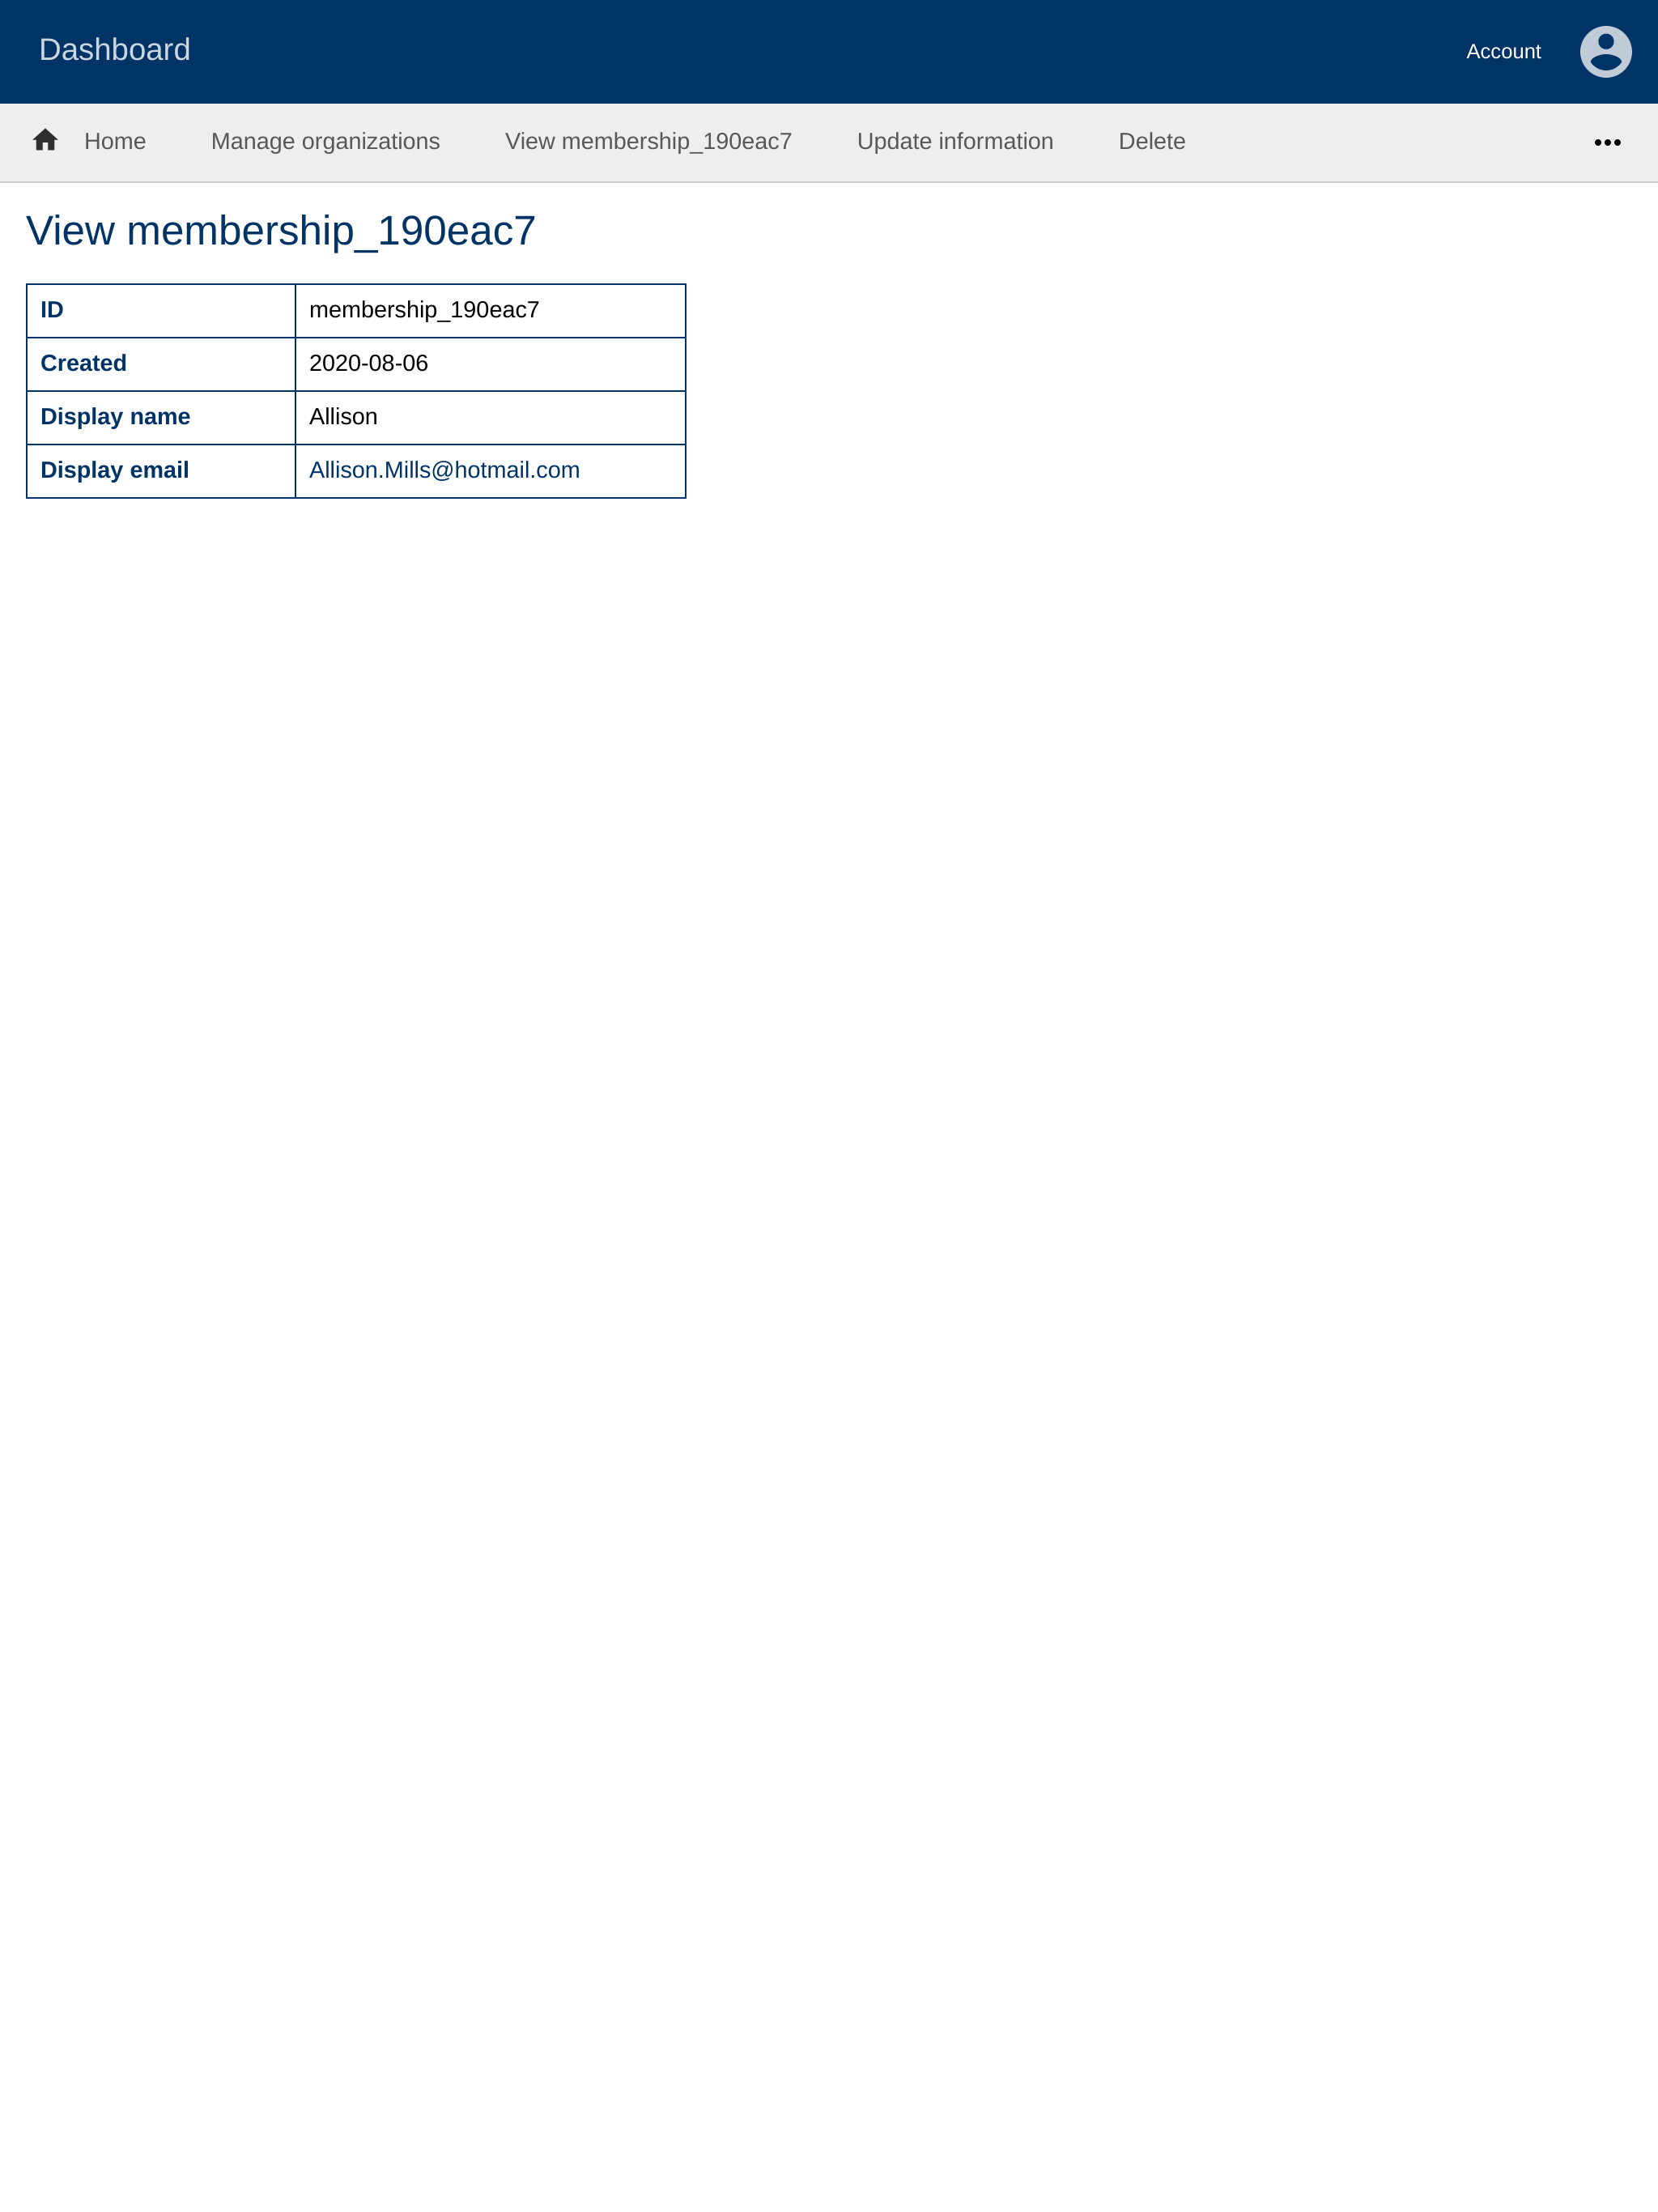 Dashboard
Account
Home Manage organizations View membership_190eac7 Update information Delete
View membership_190eac7
ID membership_190eac7
Created 2020-08-06
Display name Allison
Display email Allison.Mills@hotmail.com